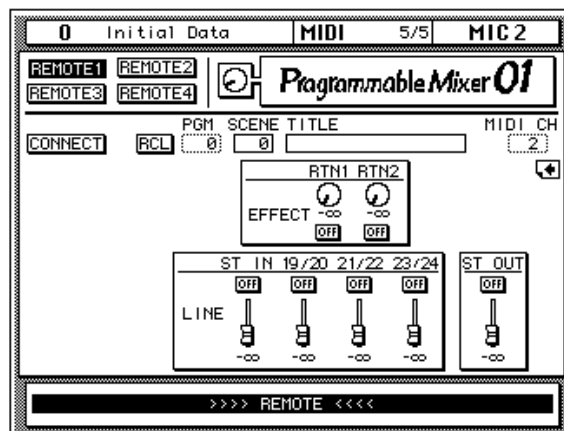 0 Initial Data MIDI 5/5 MIC2
REMOTE1 REMOTE2
REMOTE3 REMOTE4
Programmable Mixer 01
PGM SCENE TITLE MIDI CH
CONNECT RCL 0 0 2
RTN1 RTN2
EFFECT -∞ -∞
OFF OFF
ST IN 19/20 21/22 23/24 ST OUT
OFF OFF OFF OFF OFF
LINE
-∞ -∞ -∞ -∞ -∞
>>>> REMOTE <<<<